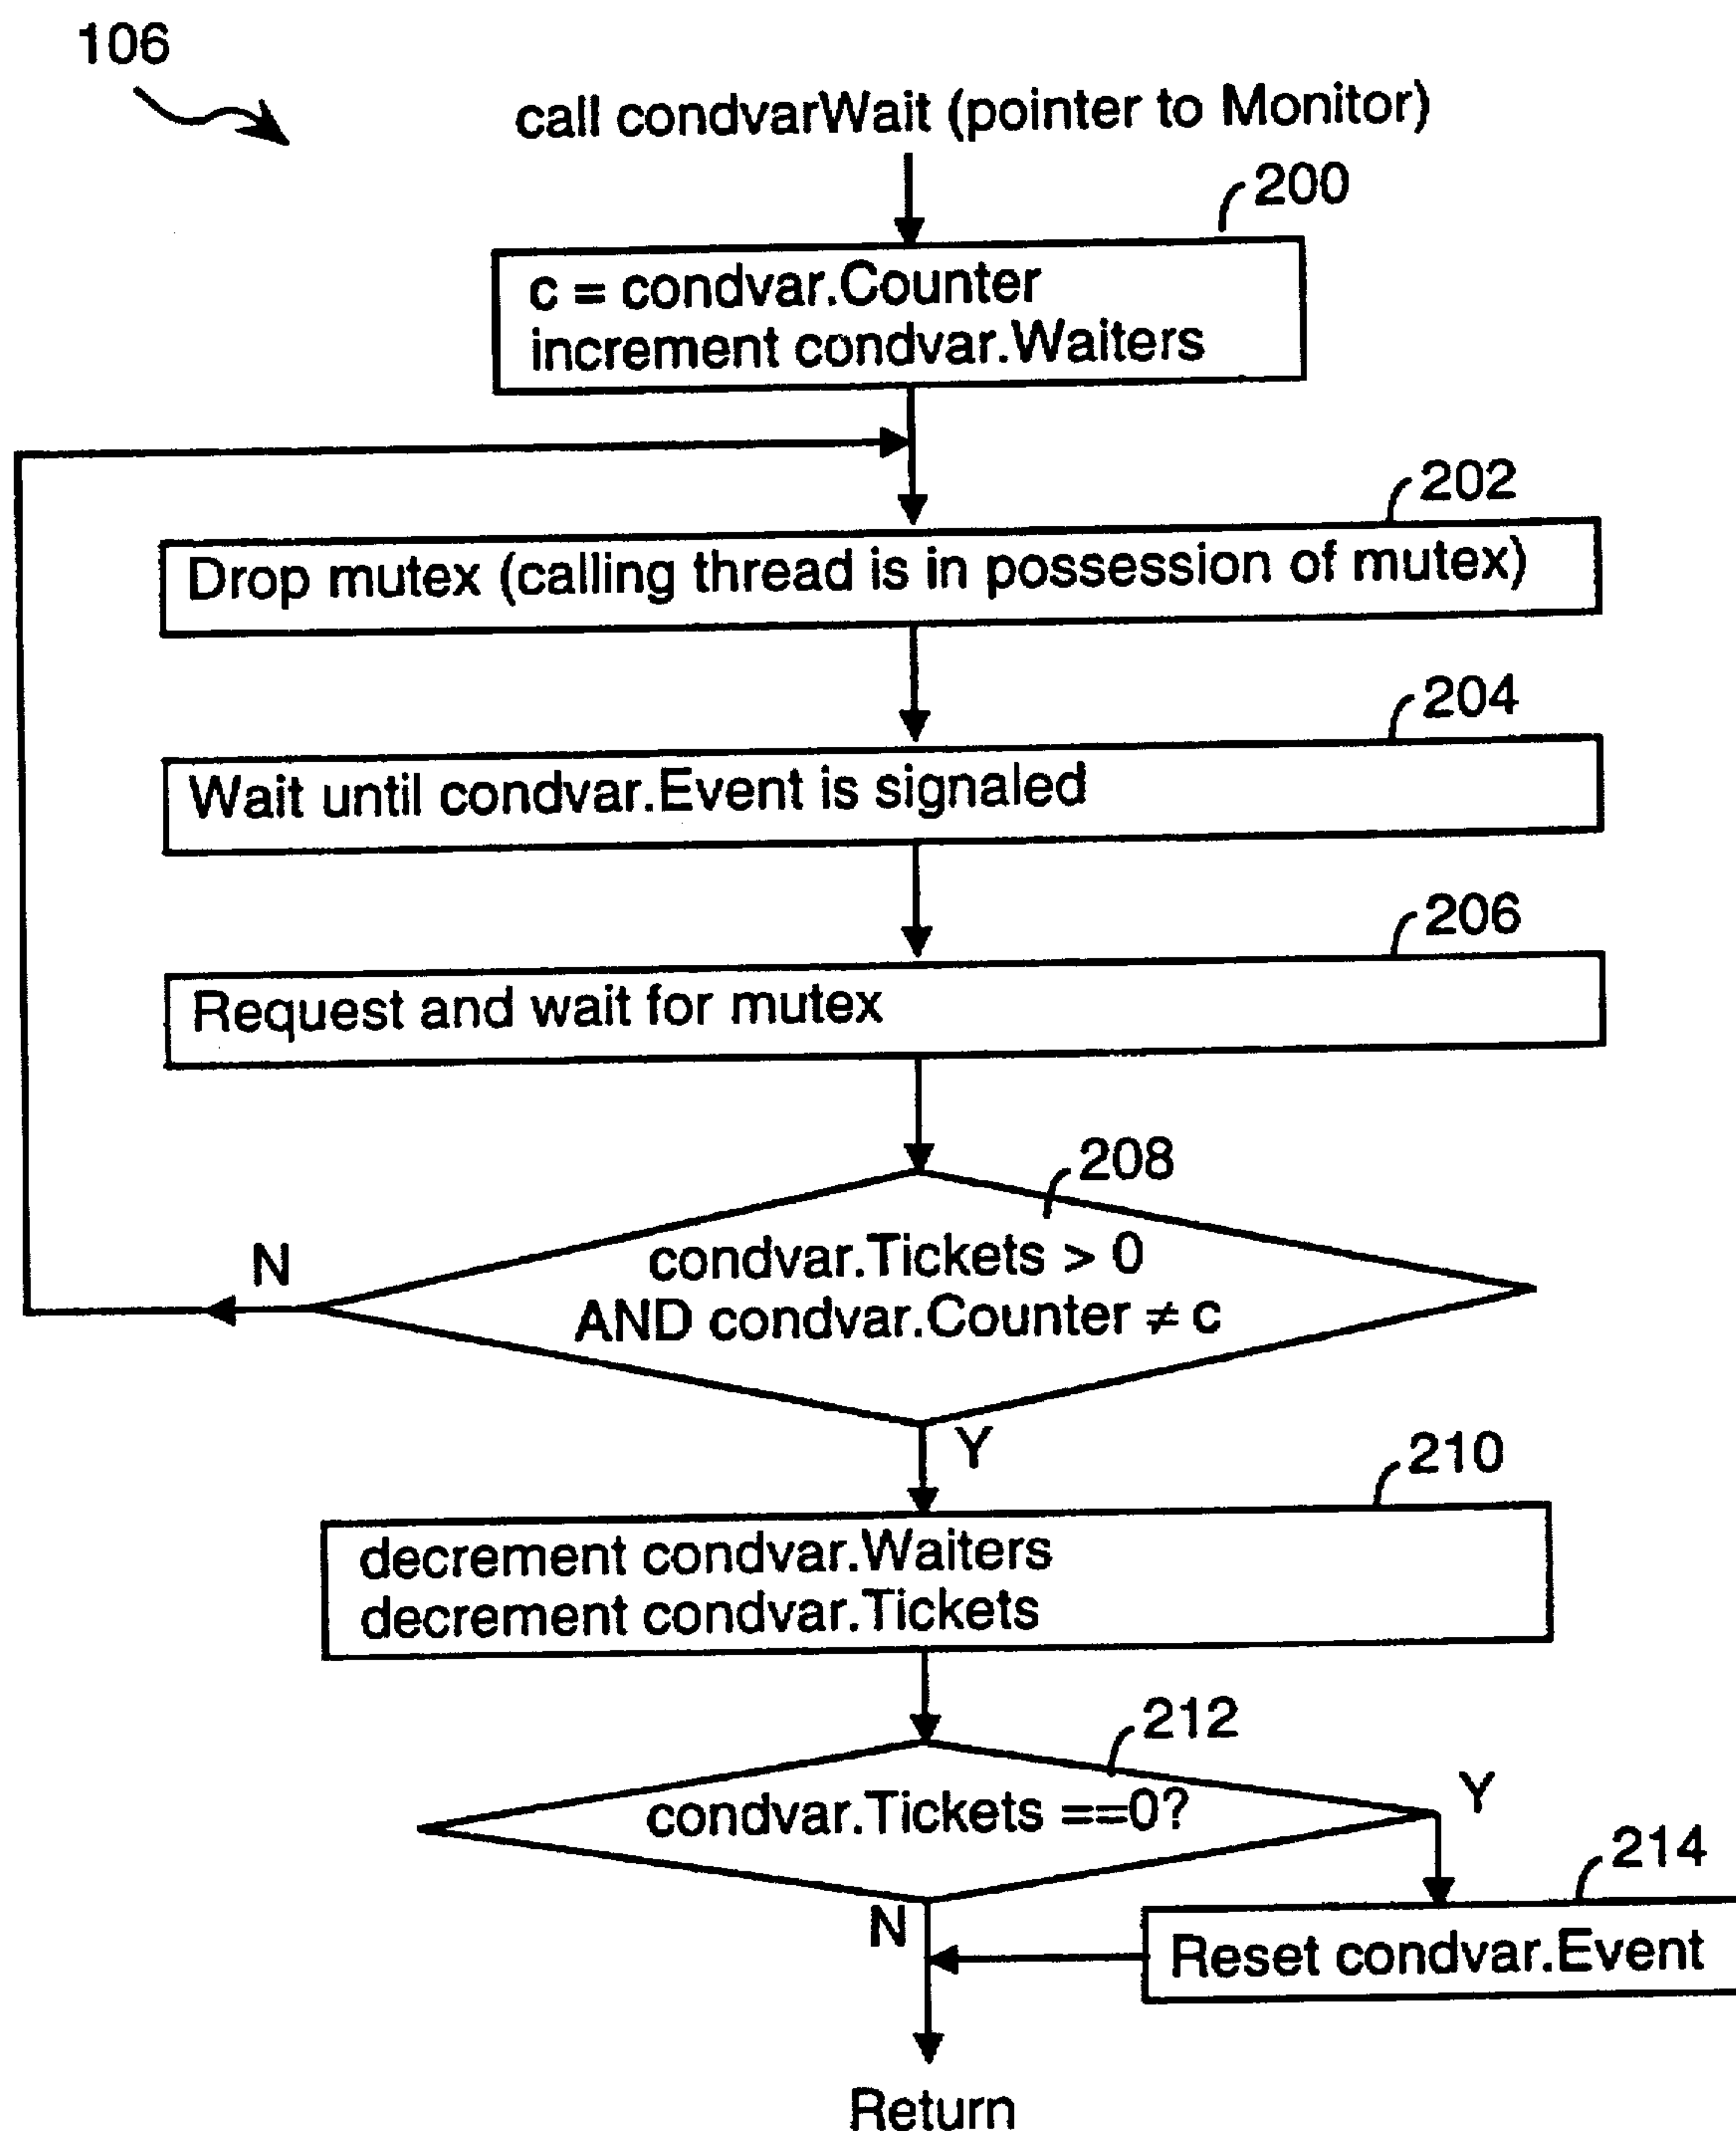 106
call condvarWait (pointer to Monitor)
200
c = condvar.Counter
increment condvar.Waiters
202
Drop mutex (calling thread is in possession of mutex)
204
Wait until condvar.Event is signaled
206
Request and wait for mutex
208
condvar.Tickets > 0
AND condvar.Counter ≠ c
N
Y
210
decrement condvar.Waiters
decrement condvar.Tickets
212
condvar.Tickets ==0?
Y
214
N
Reset condvar.Event
Return